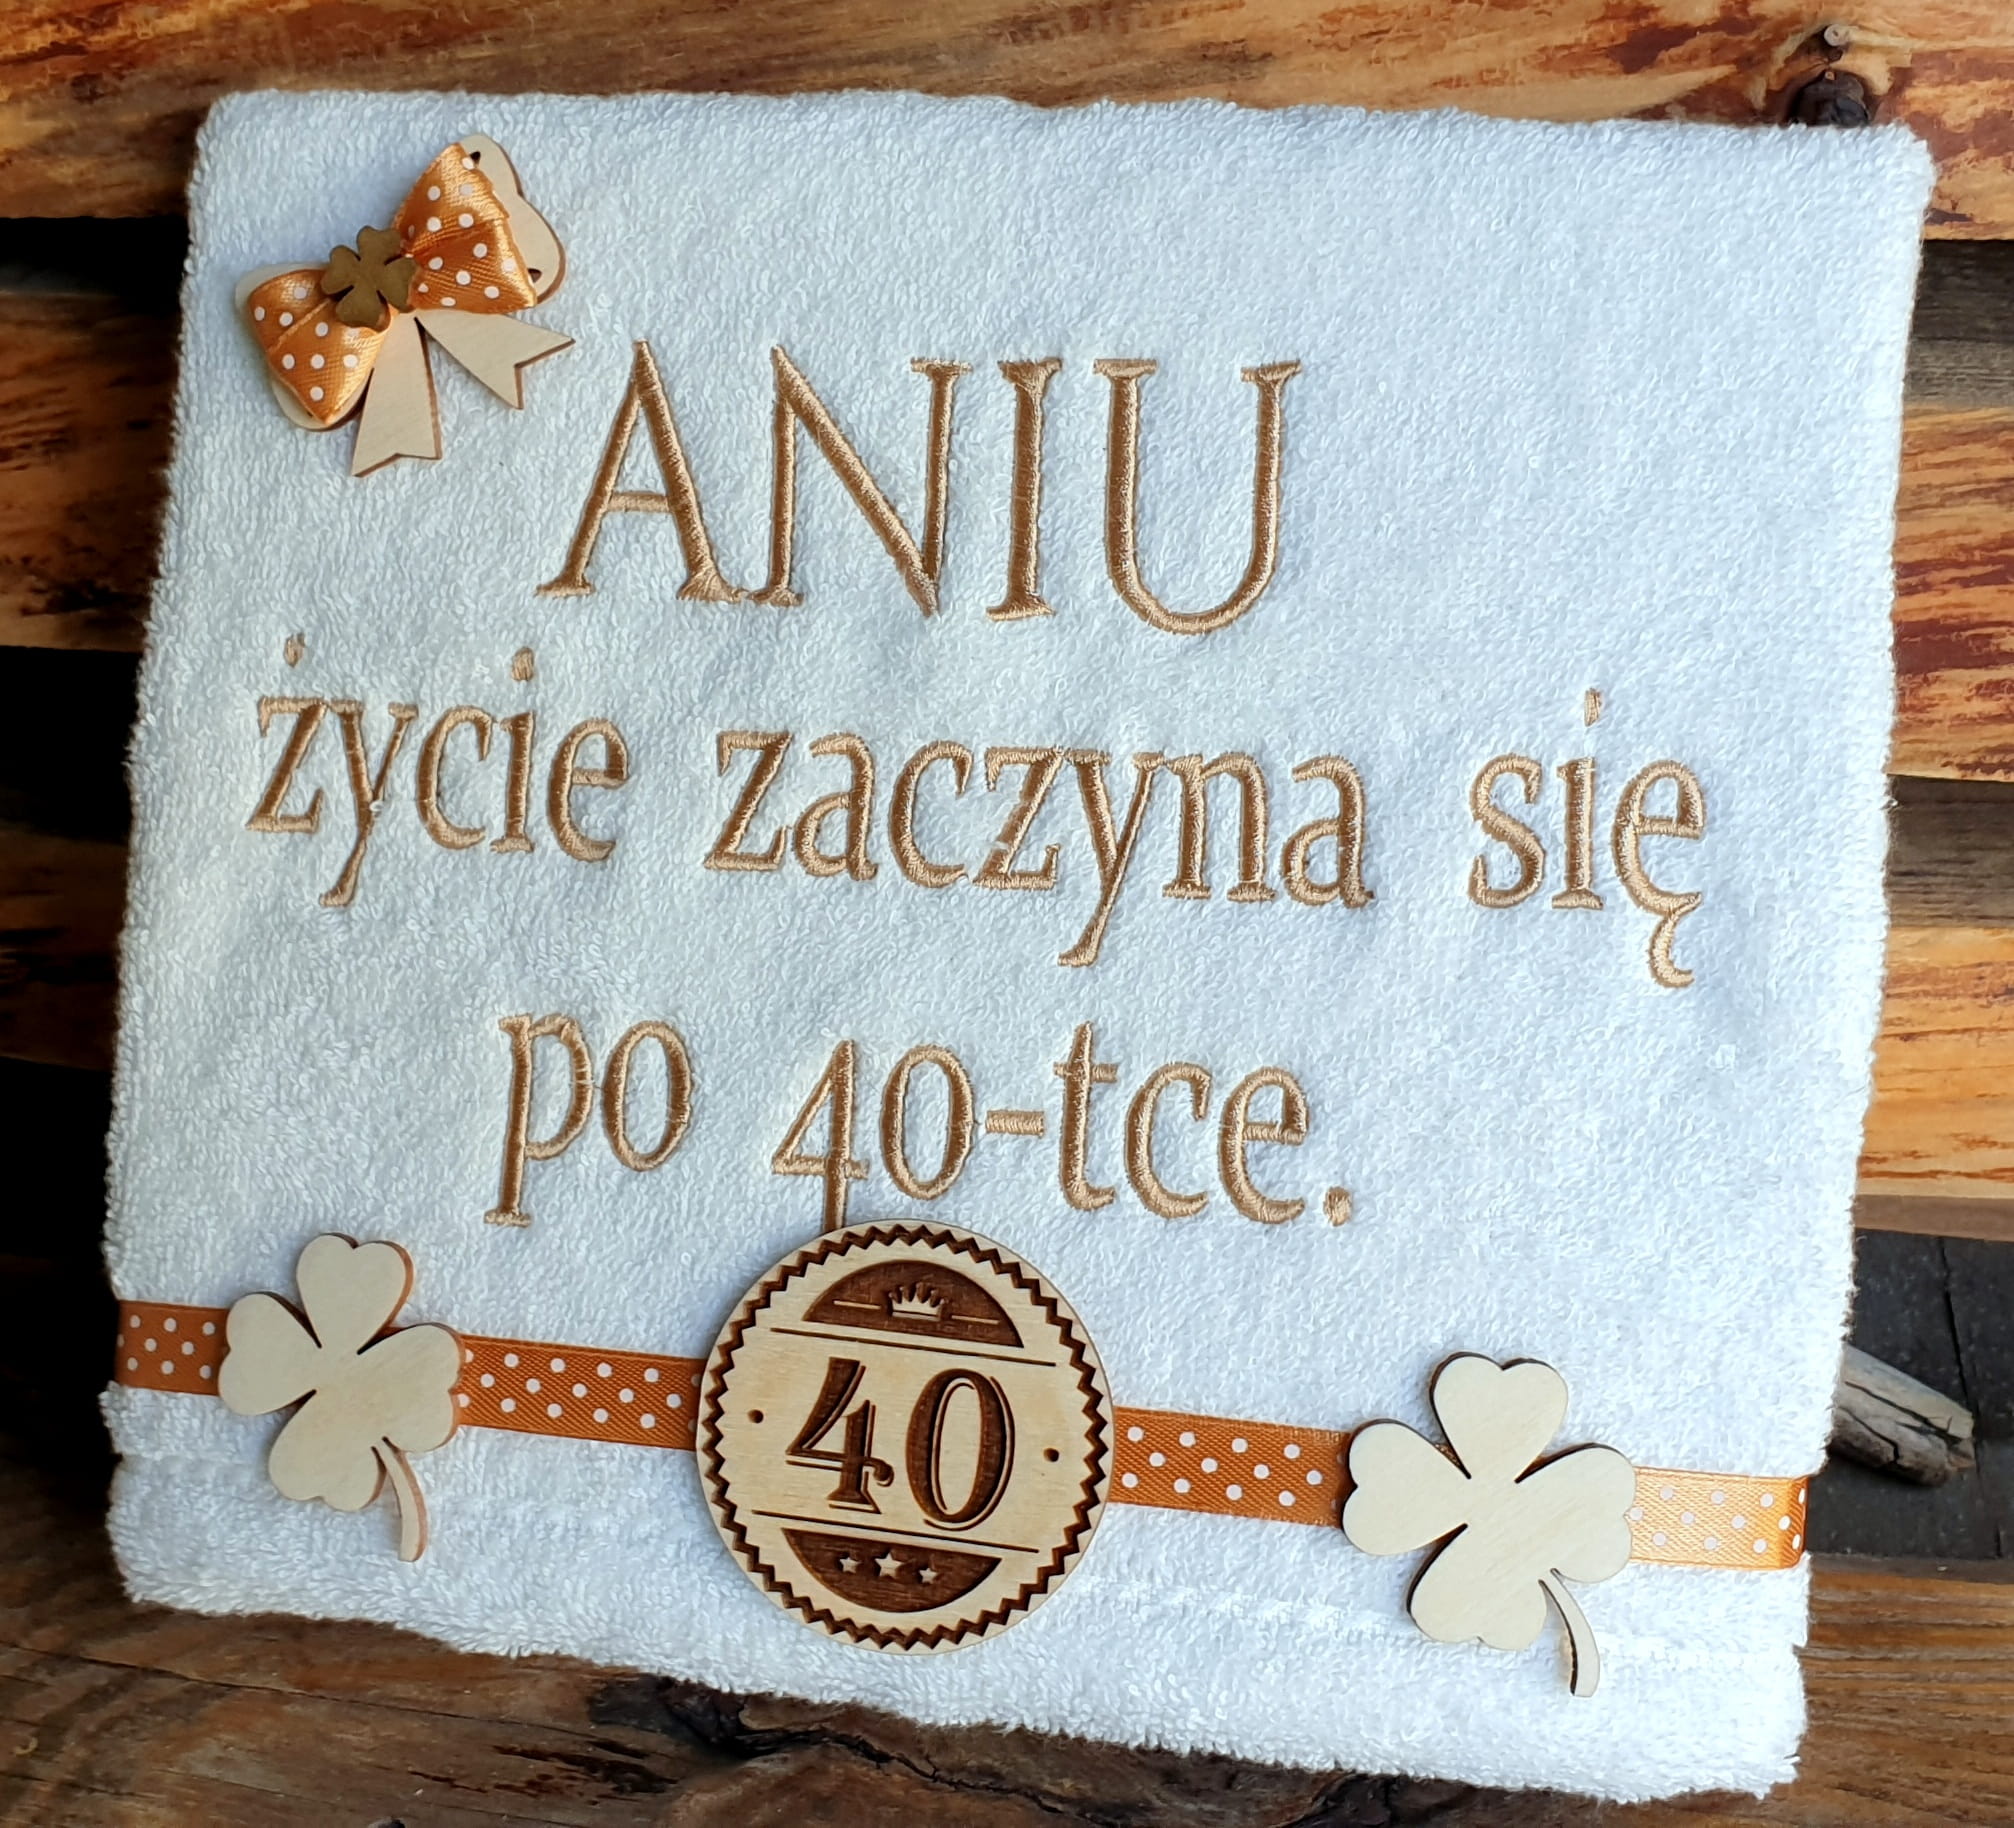 ANIU
życie zaczyna się
po 40-tce.
40